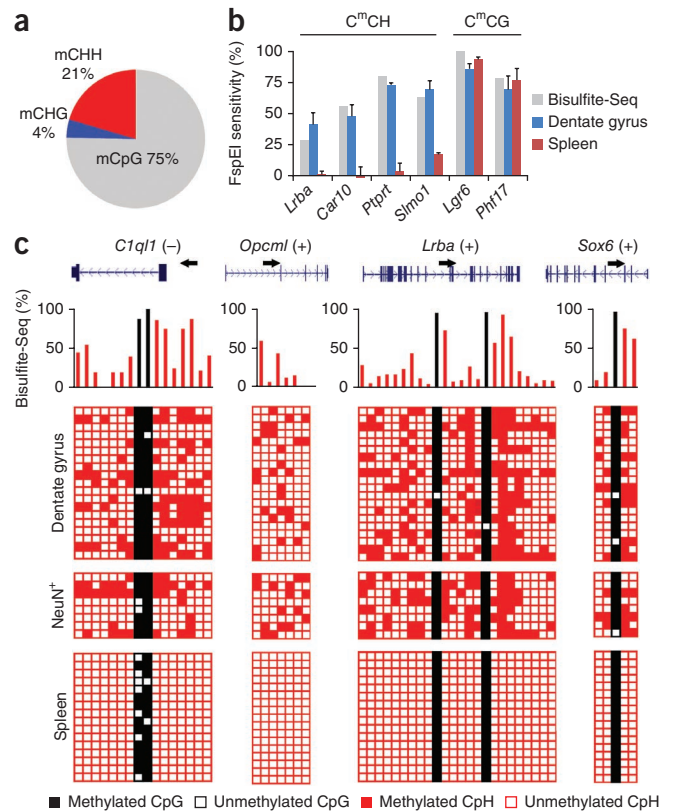 a
mCHH
21%
mCHG
4%
mCpG 75%
b
CᵐCH
CᵐCG
FspEI sensitivity (%)
100
75
50
25
0
Lrba
Car10
Ptprt
Slmo1
Lgr6
Phf17
Bisulfite-Seq
Dentate gyrus
Spleen
c
C1ql1 (–)
Opcml (+)
Lrba (+)
Sox6 (+)
Bisulfite-Seq (%)
100
50
0
100
50
0
100
50
0
100
50
0
Dentate gyrus
NeuN⁺
Spleen
Methylated CpG
Unmethylated CpG
Methylated CpH
Unmethylated CpH